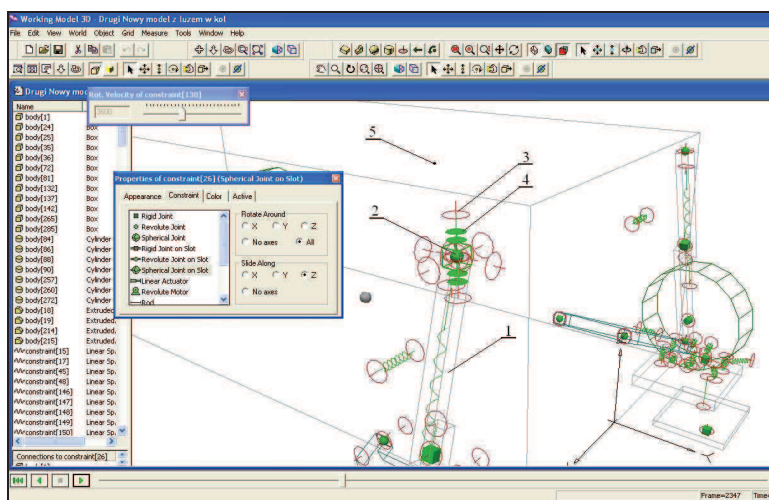 Working Model 3D - Drugi Nowy model z luzem w kol
File Edit View World Object Grid Measure Tools Window Help
Drugi Nowy mod
Rot. Velocity of constraint[130]
Name
body[1]
body[24] Box
body[25] Box
body[35] Box
body[36] Box
body[72] Box
body[81] Box
body[132] Box
body[137] Box
body[142] Box
body[265] Box
body[285] Box
body[84] Cylinder
body[86] Cylinder
body[88] Cylinder
body[90] Cylinder
body[257] Cylinder
body[260] Cylinder
body[272] Cylinder
body[18] Extruded,
body[19] Extruded,
body[214] Extruded,
body[215] Extruded,
constraint[15] Linear Sp.
constraint[17] Linear Sp.
constraint[45] Linear Sp.
constraint[48] Linear Sp.
constraint[146] Linear Sp.
constraint[147] Linear Sp.
constraint[148] Linear Sp.
constraint[149] Linear Sp.
constraint[150] Linear Sp.
Connections to constraint[26]
Properties of constraint[26] (Spherical Joint on Slot)
Appearance Constraint Color Active
Rigid Joint
Revolute Joint
Spherical Joint
Rigid Joint on Slot
Revolute Joint on Slot
Spherical Joint on Slot
Linear Actuator
Revolute Motor
Rod
Rotate Around
X Y Z
No axes All
Slide Along
X Y Z
No axes
5
3
4
2
1
Y
Frame=2347 Time=